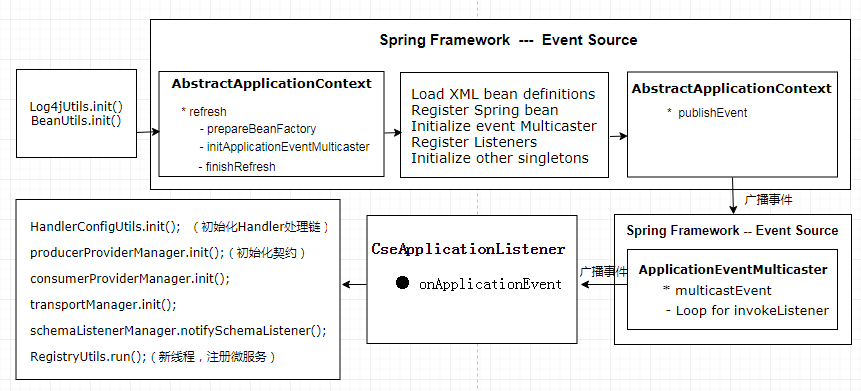 Spring Framework --- Event Source
Log4jUtils.init()
BeanUtils.init()
AbstractApplicationContext
* refresh
- prepareBeanFactory
- initApplicationEventMulticaster
- finishRefresh
Load XML bean definitions
Register Spring bean
Initialize event Multicaster
Register Listeners
Initialize other singletons
AbstractApplicationContext
* publishEvent
广播事件
Spring Framework -- Event Source
ApplicationEventMulticaster
* multicastEvent
- Loop for invokeListener
广播事件
CseApplicationListener
● onApplicationEvent
HandlerConfigUtils.init(); （初始化Handler处理链）
producerProviderManager.init();（初始化契约）
consumerProviderManager.init();
transportManager.init();
schemaListenerManager.notifySchemaListener();
RegistryUtils.run();（新线程，注册微服务）